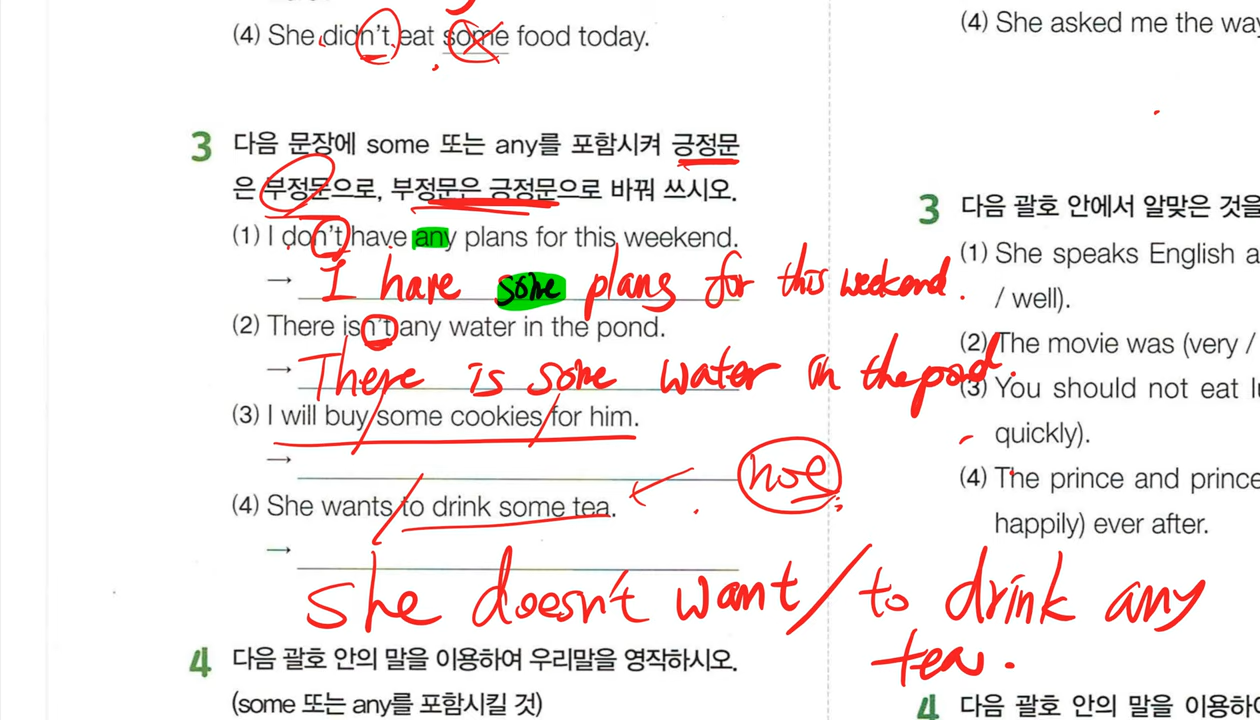 (4) She didn't eat some food today.
3 다음 문장에 some 또는 any를 포함시켜 긍정문
은 부정문으로, 부정문은 긍정문으로 바꿔 쓰시오.
(1) I don't have any plans for this weekend.
→ I have some plans for this weekend.
(2) There isn't any water in the pond.
→ There is some water in the pond.
(3) I will buy some cookies for him.
→
(4) She wants to drink some tea.
→
She doesn't want / to drink any
tea.
4 다음 괄호 안의 말을 이용하여 우리말을 영작하시오.
(some 또는 any를 포함시킬 것)
(4) She asked me the way
3 다음 괄호 안에서 알맞은 것을
(1) She speaks English a
/ well).
(2) The movie was (very /
(3) You should not eat lu
quickly).
(4) The prince and prince
happily) ever after.
4 다음 괄호 안의 말을 이용하여